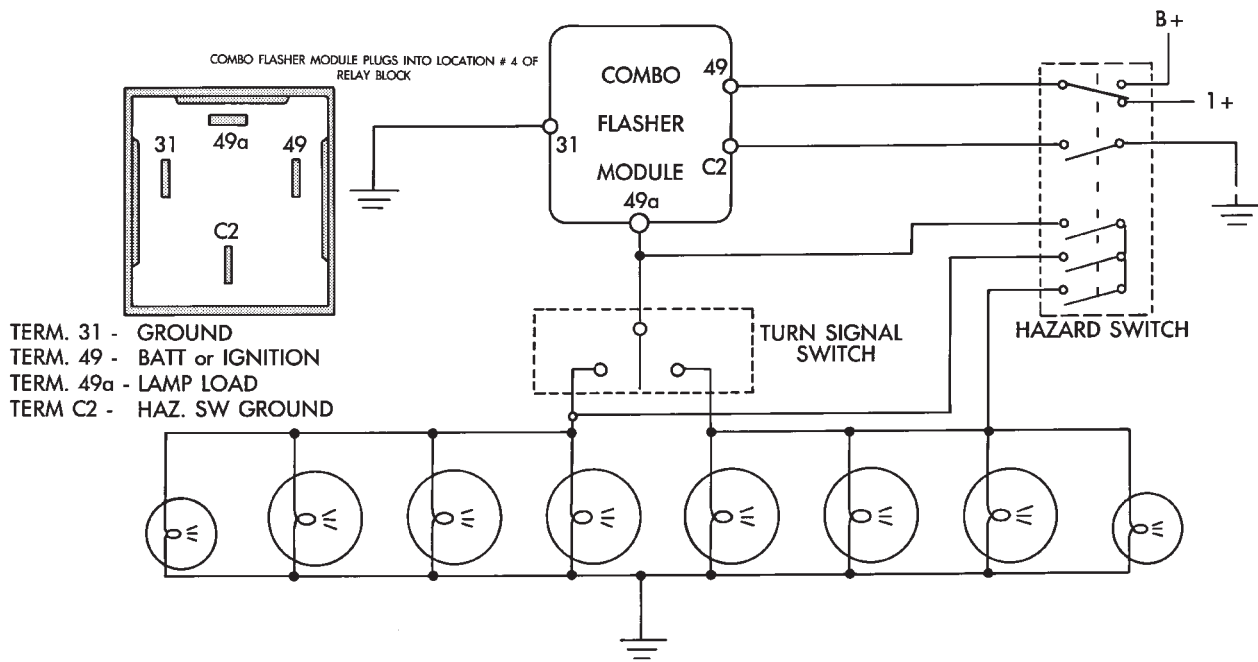 COMBO FLASHER MODULE PLUGS INTO LOCATION # 4 OF
RELAY BLOCK
31
49a
49
C2
TERM. 31 - GROUND
TERM. 49 - BATT or IGNITION
TERM. 49a - LAMP LOAD
TERM C2 - HAZ. SW GROUND
COMBO
FLASHER
MODULE
49
31
C2
49a
B+
1+
HAZARD SWITCH
TURN SIGNAL
SWITCH